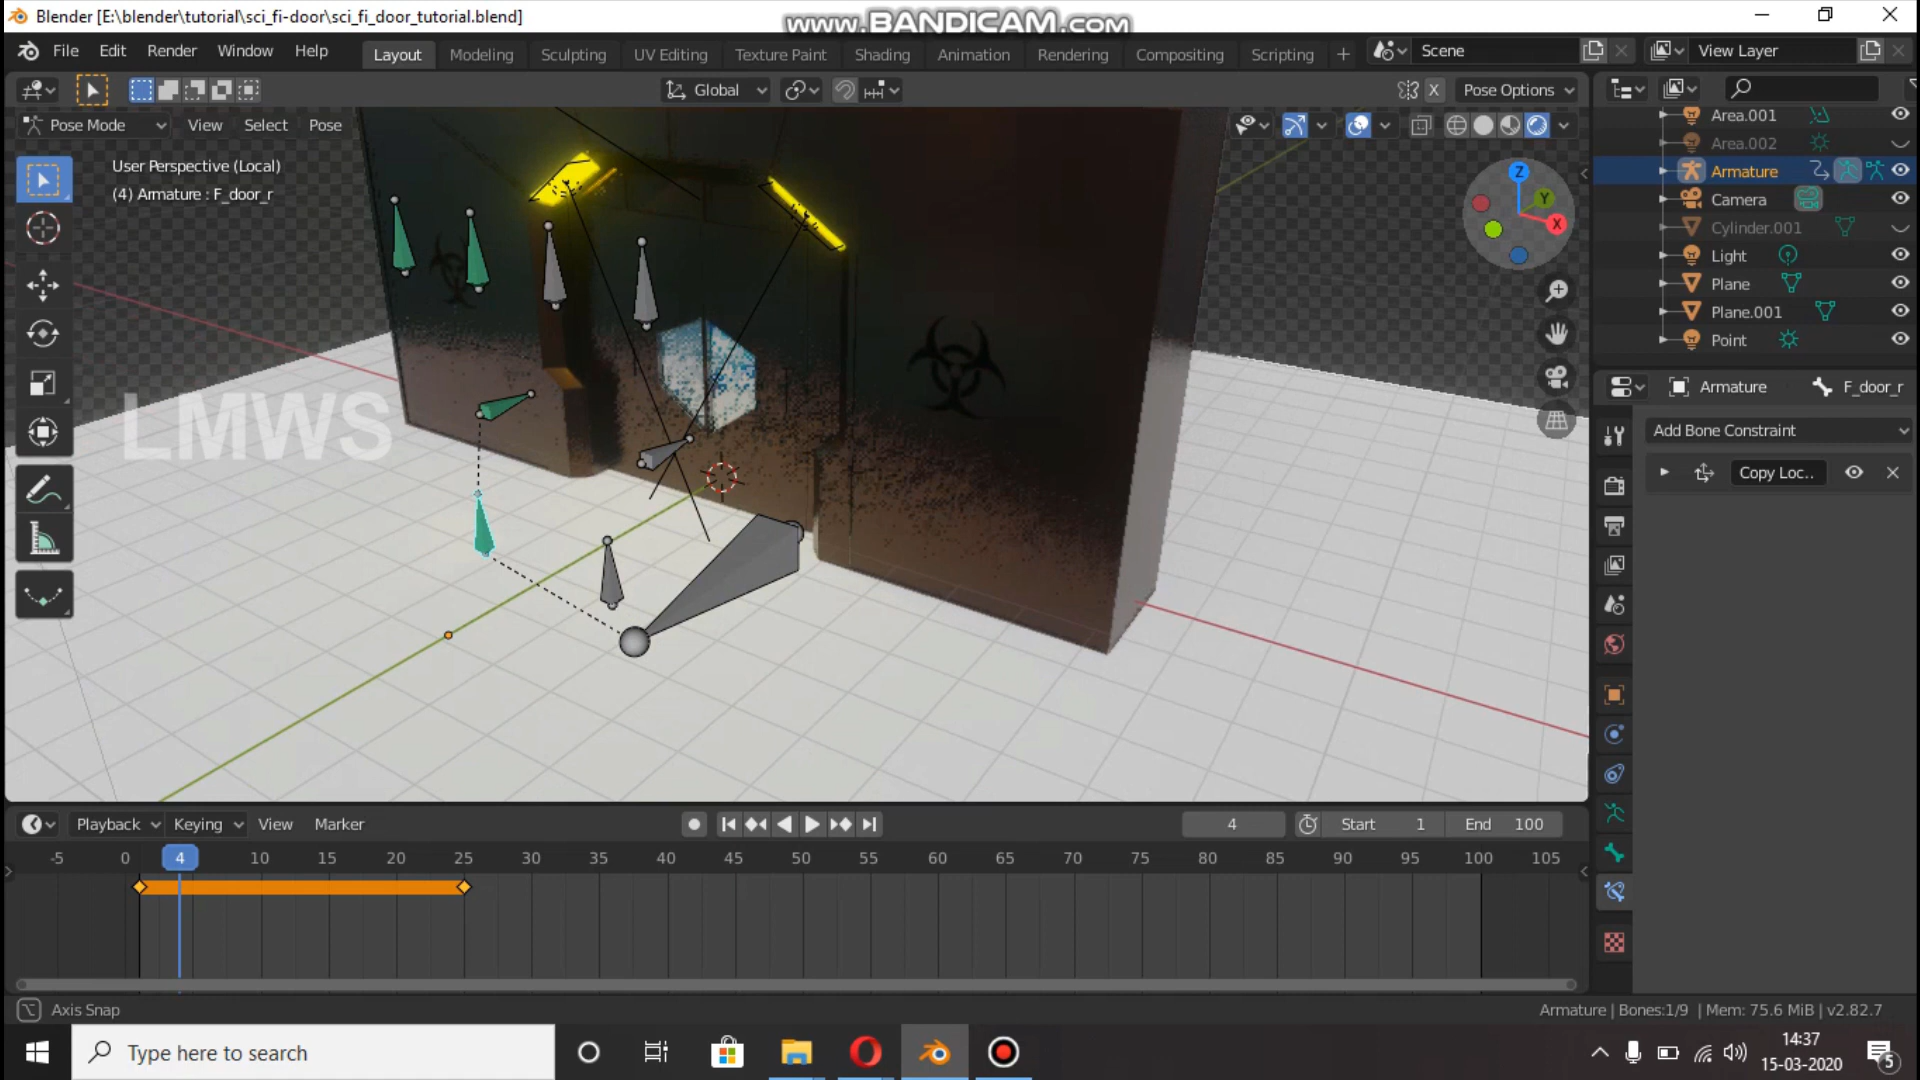 Blender [E:\blender\tutorial\sci_fi-door\sci_fi_door_tutorial.blend]
www.BANDICAM.com
File Edit Render Window Help
Layout Modeling Sculpting UV Editing Texture Paint Shading Animation Rendering Compositing Scripting +
Scene
View Layer
Global
X
Pose Options
Pose Mode View Select Pose
User Perspective (Local)
(4) Armature : F_door_r
Z
Y
X
Area.001
Area.002
Armature
Camera
Cylinder.001
Light
Plane
Plane.001
Point
LMWS
Armature
F_door_r
Add Bone Constraint
Copy Loc..
Playback Keying View Marker
4
Start 1
End 100
-5 0 4 10 15 20 25 30 35 40 45 50 55 60 65 70 75 80 85 90 95 100 105
Axis Snap
Armature | Bones:1/9 | Mem: 75.6 MiB | v2.82.7
Type here to search
14:37
15-03-2020
5